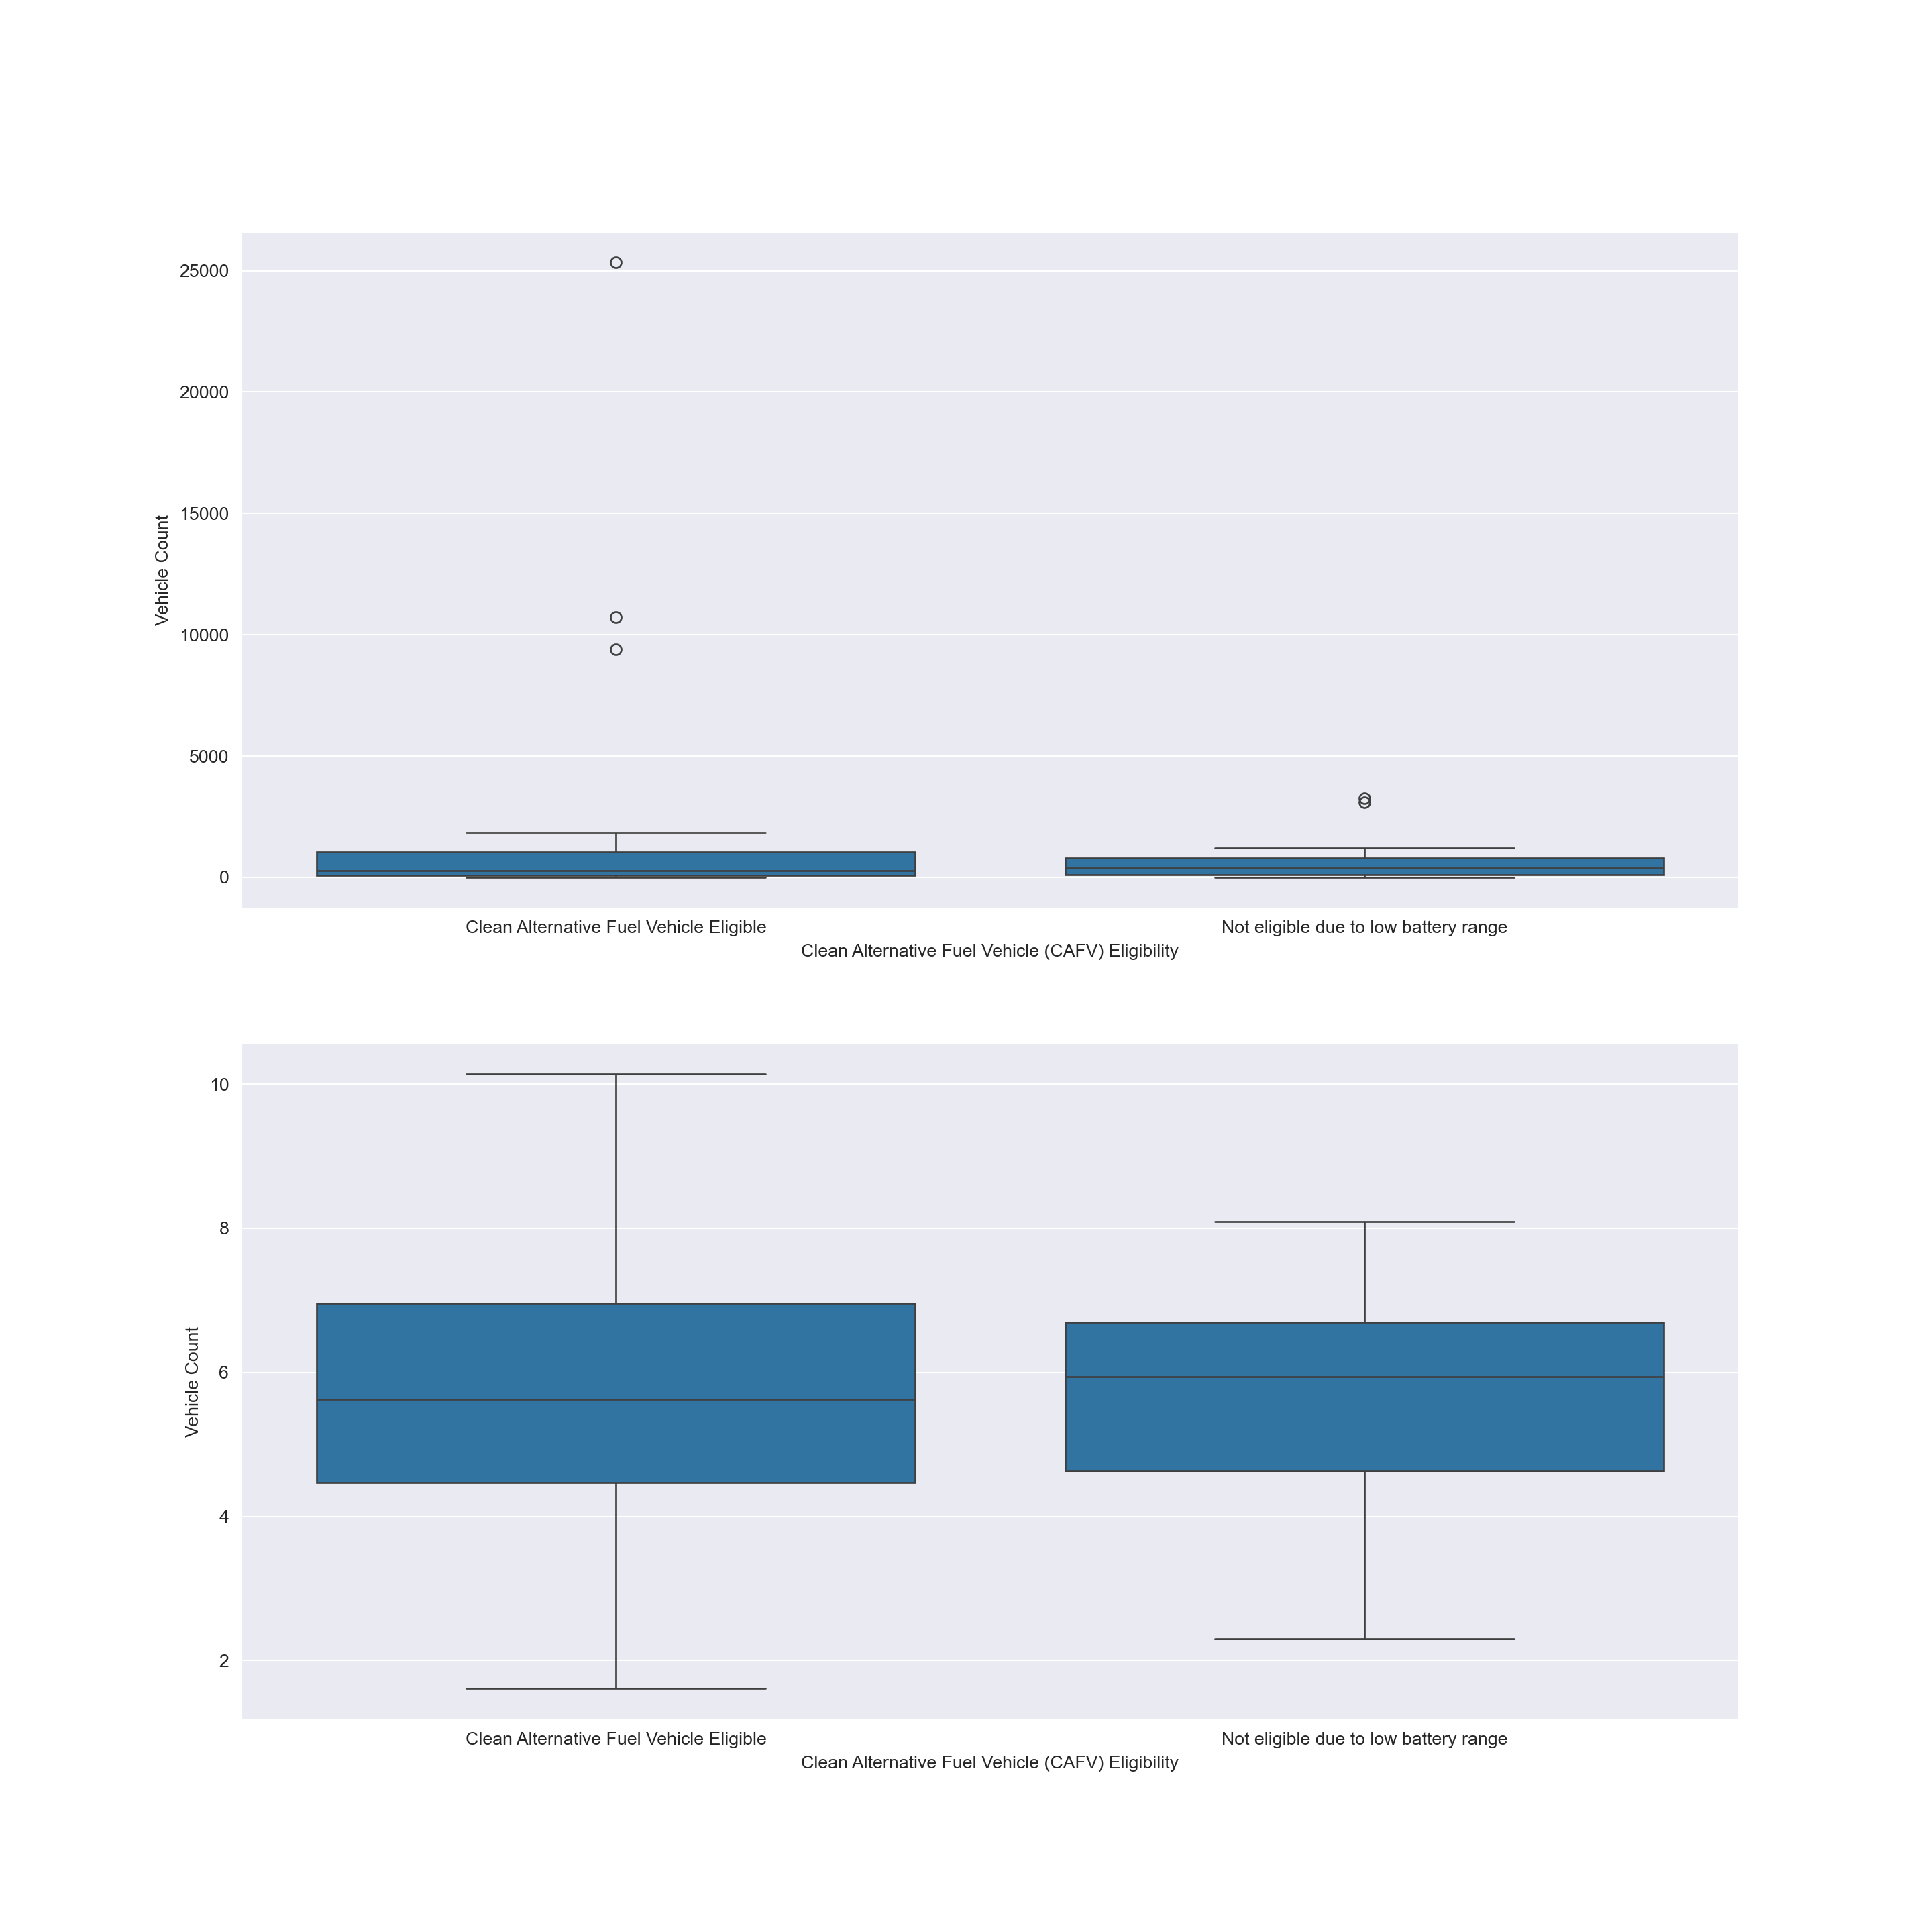 25000
20000
15000
10000
5000
0
Vehicle Count
Clean Alternative Fuel Vehicle Eligible
Not eligible due to low battery range
Clean Alternative Fuel Vehicle (CAFV) Eligibility
10
8
6
4
2
Vehicle Count
Clean Alternative Fuel Vehicle Eligible
Not eligible due to low battery range
Clean Alternative Fuel Vehicle (CAFV) Eligibility